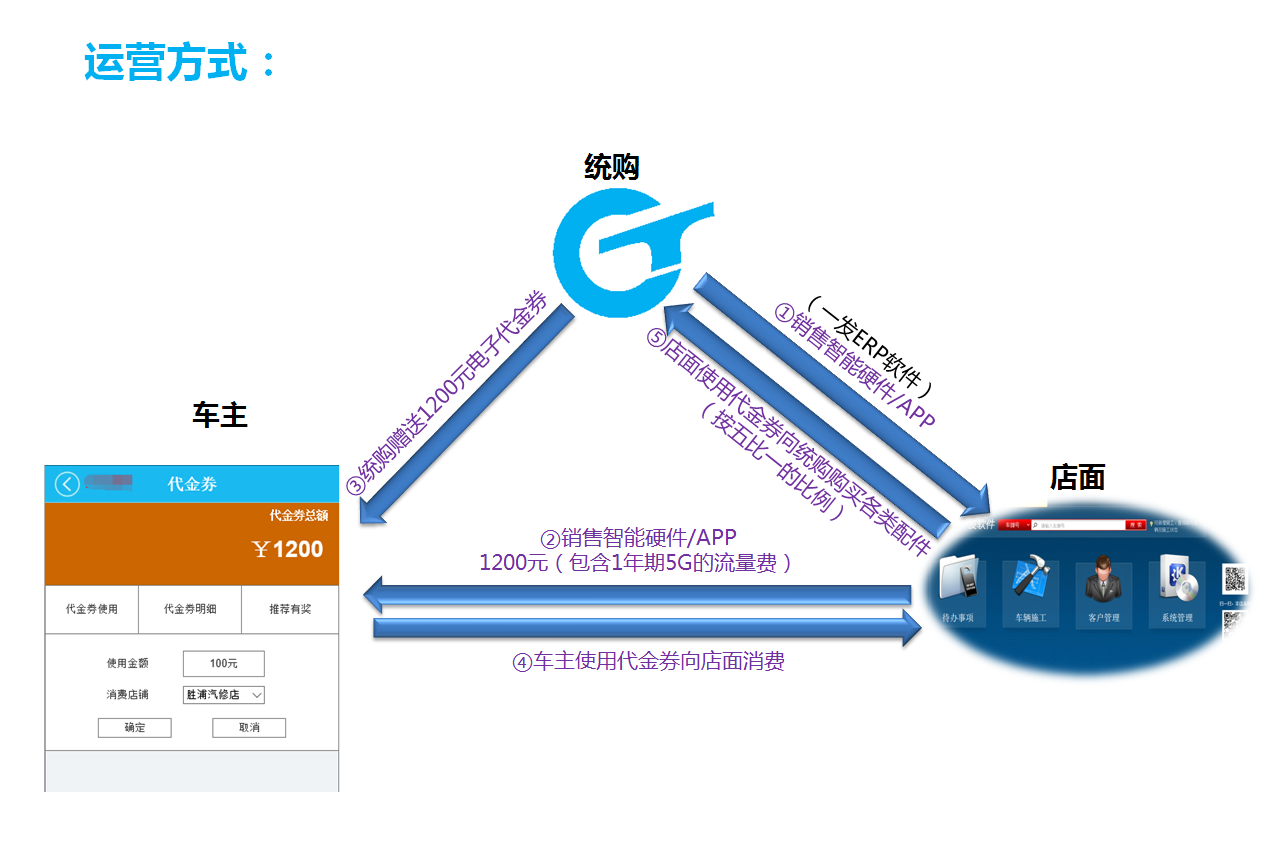 运营方式：
统购
（一发ERP软件）
①销售智能硬件/APP
⑤店面使用代金券向统购购买各类配件
（按五比一的比例）
③统购赠送1200元电子代金券
车主
店面
②销售智能硬件/APP
1200元（包含1年期5G的流量费）
④车主使用代金券向店面消费
代金券
代金券总额
￥1200
代金券使用
代金券明细
推荐有奖
使用金额
100元
消费店铺
胜浦汽修店
确定
取消
软件
车牌号
搜 索
待办事项
车辆施工
客户管理
系统管理